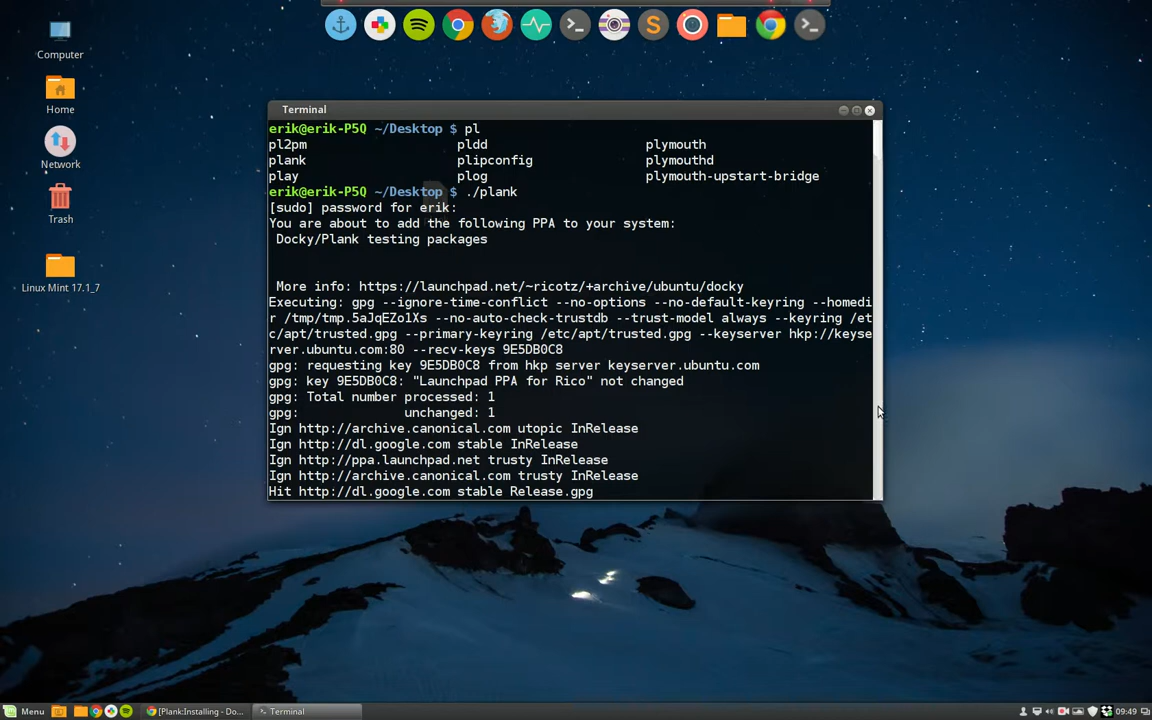 Computer
Home
Network
Trash
Linux Mint 17.1_7
Terminal
erik@erik-P5Q ~/Desktop $ pl
pl2pm pldd plymouth
plank plipconfig plymouthd
play plog plymouth-upstart-bridge
erik@erik-P5Q ~/Desktop $ ./plank
[sudo] password for erik:
You are about to add the following PPA to your system:
Docky/Plank testing packages
More info: https://launchpad.net/~ricotz/+archive/ubuntu/docky
Executing: gpg --ignore-time-conflict --no-options --no-default-keyring --homedi
r /tmp/tmp.5aJqEZo1Xs --no-auto-check-trustdb --trust-model always --keyring /et
c/apt/trusted.gpg --primary-keyring /etc/apt/trusted.gpg --keyserver hkp://keyse
rver.ubuntu.com:80 --recv-keys 9E5DB0C8
gpg: requesting key 9E5DB0C8 from hkp server keyserver.ubuntu.com
gpg: key 9E5DB0C8: "Launchpad PPA for Rico" not changed
gpg: Total number processed: 1
gpg: unchanged: 1
Ign http://archive.canonical.com utopic InRelease
Ign http://dl.google.com stable InRelease
Ign http://ppa.launchpad.net trusty InRelease
Ign http://archive.canonical.com trusty InRelease
Hit http://dl.google.com stable Release.gpg
Menu
[Plank:Installing - Do...
Terminal
09:49